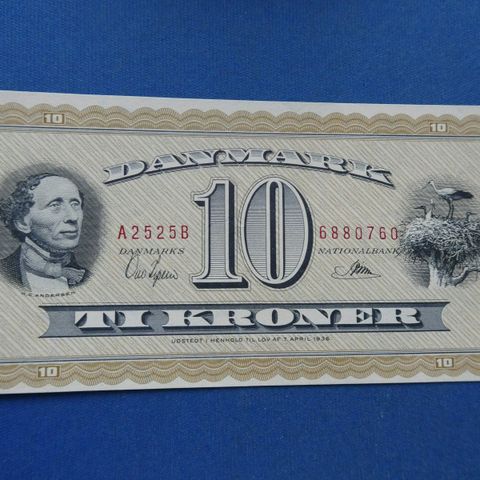 10 10
DANMARK
10
A2525B 6880760
DANMARKS NATIONALBANK
H.C. ANDERSEN
TI KRONER
UDSTEDT I HENHOLD TIL LOV AF 7. APRIL 1936
10 10